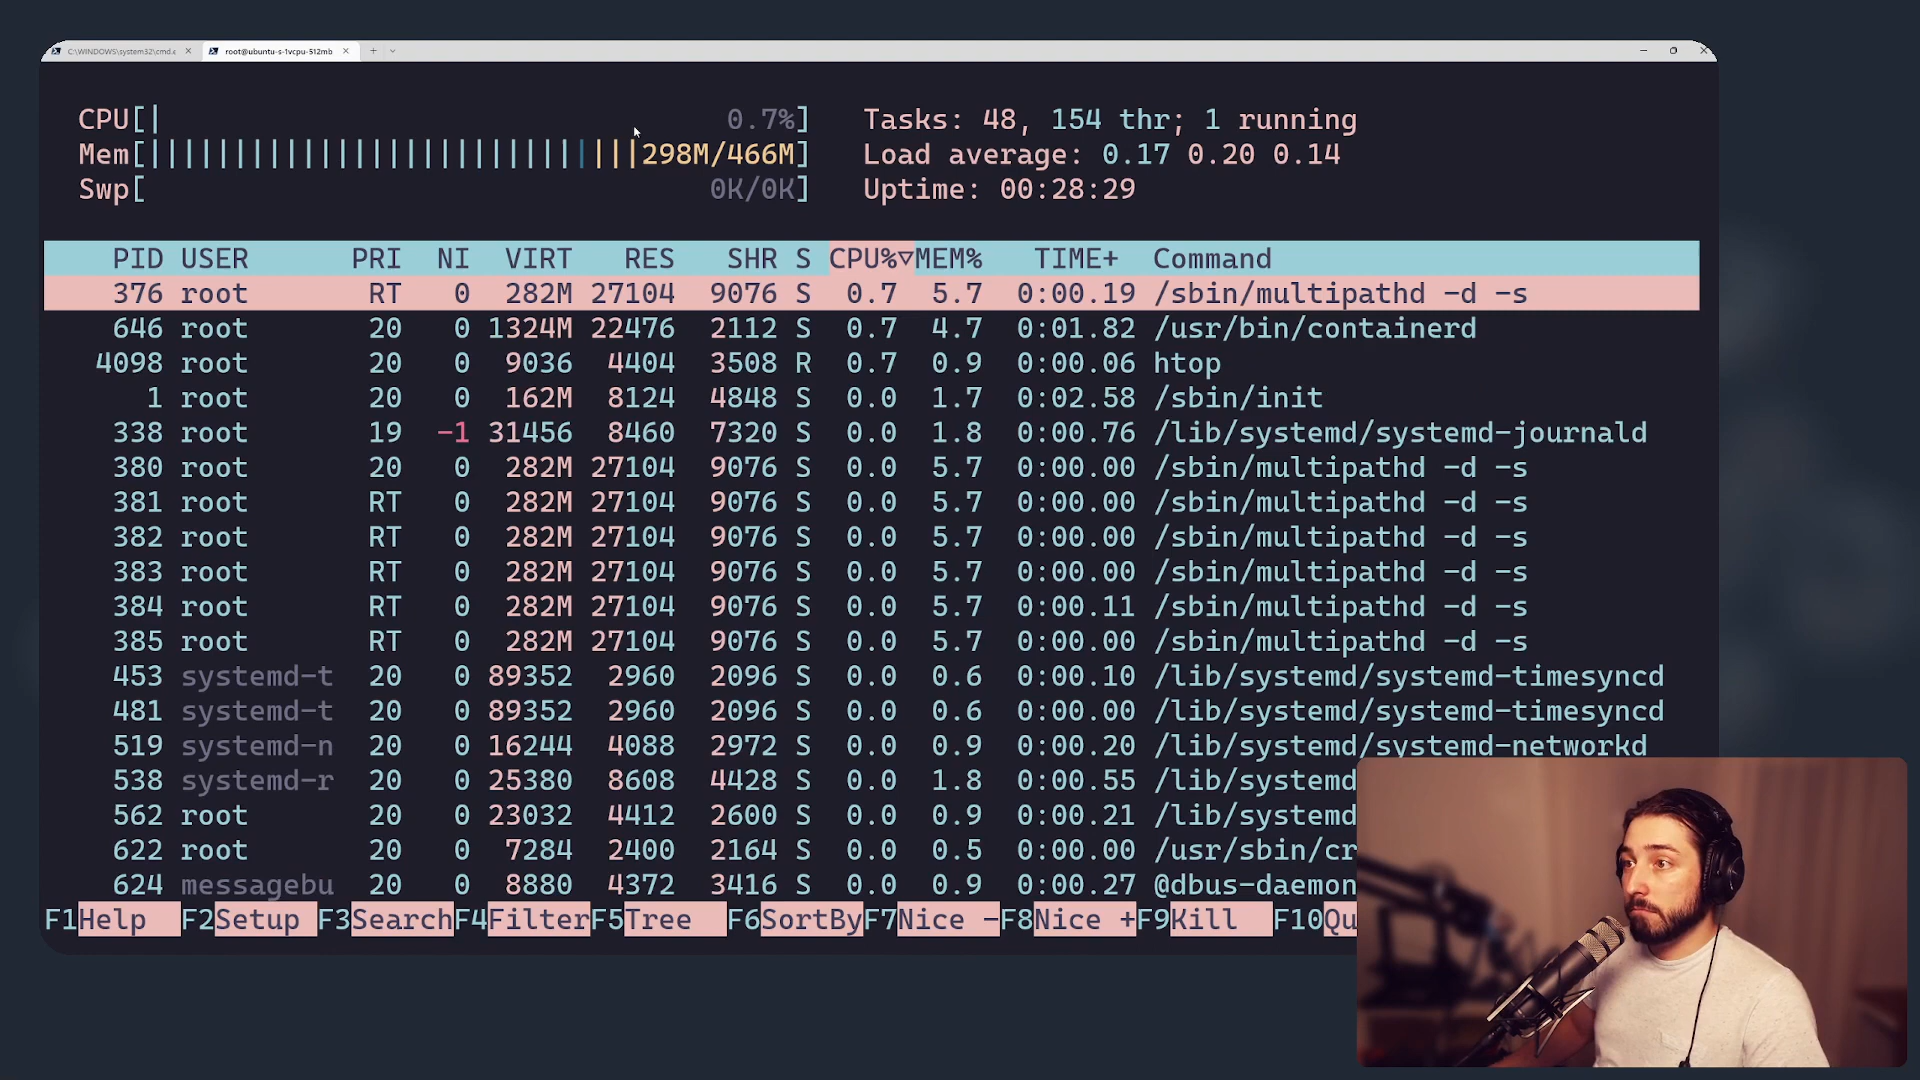 C:\WINDOWS\system32\cmd.e
root@ubuntu-s-1vcpu-512mb
CPU[| 0.7%] Tasks: 48, 154 thr; 1 running
Mem[|||||||||||||||||||||||||||||298M/466M] Load average: 0.17 0.20 0.14
Swp[ 0K/0K] Uptime: 00:28:29
PID USER PRI NI VIRT RES SHR S CPU%▽MEM% TIME+ Command
376 root RT 0 282M 27104 9076 S 0.7 5.7 0:00.19 /sbin/multipathd -d -s
646 root 20 0 1324M 22476 2112 S 0.7 4.7 0:01.82 /usr/bin/containerd
4098 root 20 0 9036 4404 3508 R 0.7 0.9 0:00.06 htop
1 root 20 0 162M 8124 4848 S 0.0 1.7 0:02.58 /sbin/init
338 root 19 -1 31456 8460 7320 S 0.0 1.8 0:00.76 /lib/systemd/systemd-journald
380 root 20 0 282M 27104 9076 S 0.0 5.7 0:00.00 /sbin/multipathd -d -s
381 root RT 0 282M 27104 9076 S 0.0 5.7 0:00.00 /sbin/multipathd -d -s
382 root RT 0 282M 27104 9076 S 0.0 5.7 0:00.00 /sbin/multipathd -d -s
383 root RT 0 282M 27104 9076 S 0.0 5.7 0:00.00 /sbin/multipathd -d -s
384 root RT 0 282M 27104 9076 S 0.0 5.7 0:00.11 /sbin/multipathd -d -s
385 root RT 0 282M 27104 9076 S 0.0 5.7 0:00.00 /sbin/multipathd -d -s
453 systemd-t 20 0 89352 2960 2096 S 0.0 0.6 0:00.10 /lib/systemd/systemd-timesyncd
481 systemd-t 20 0 89352 2960 2096 S 0.0 0.6 0:00.00 /lib/systemd/systemd-timesyncd
519 systemd-n 20 0 16244 4088 2972 S 0.0 0.9 0:00.20 /lib/systemd/systemd-networkd
538 systemd-r 20 0 25380 8608 4428 S 0.0 1.8 0:00.55 /lib/systemd
562 root 20 0 23032 4412 2600 S 0.0 0.9 0:00.21 /lib/systemd
622 root 20 0 7284 2400 2164 S 0.0 0.5 0:00.00 /usr/sbin/cr
624 messagebu 20 0 8880 4372 3416 S 0.0 0.9 0:00.27 @dbus-daemon
F1Help F2Setup F3SearchF4FilterF5Tree F6SortByF7Nice -F8Nice +F9Kill F10Qu